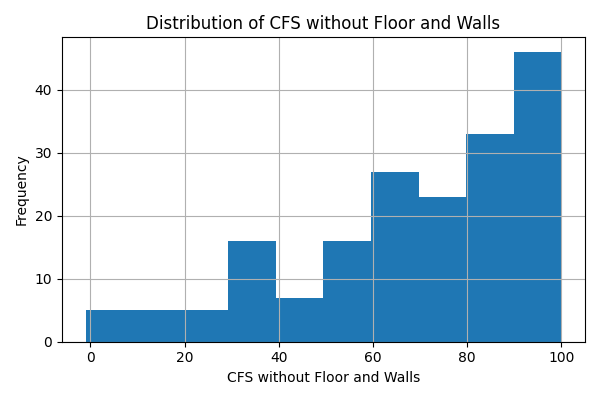 Distribution of CFS without Floor and Walls
Frequency
40
30
20
10
0
0 20 40 60 80 100
CFS without Floor and Walls